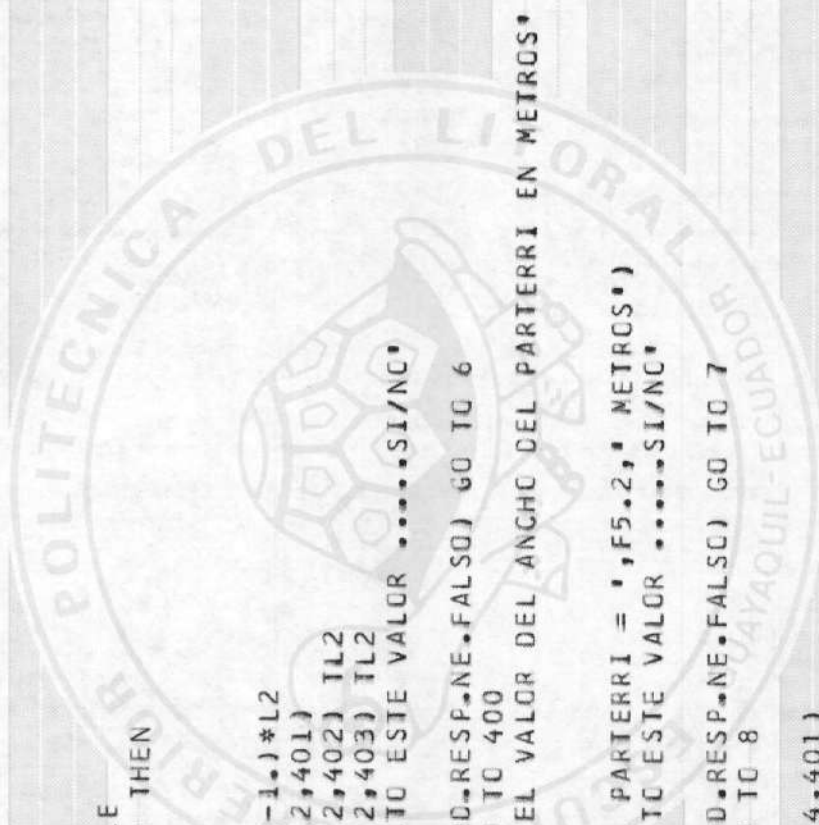 E
THEN
-1.)*L2
2,401)
2,402) TL2
2,403) TL2
TO ESTE VALOR .....SI/NO'
D.RESP.NE.FALSO) GO TO 6
TO 400
EL VALOR DEL ANCHO DEL PARTERRI EN METROS'
PARTERRI = ',F5.2,' METROS')
TO ESTE VALOR .....SI/NO'
D.RESP.NE.FALSO) GO TO 7
TO 8
4,401)
ERIOR POLITECNICA DEL LITORAL
GUAYAQUIL-ECUADOR
ESCU